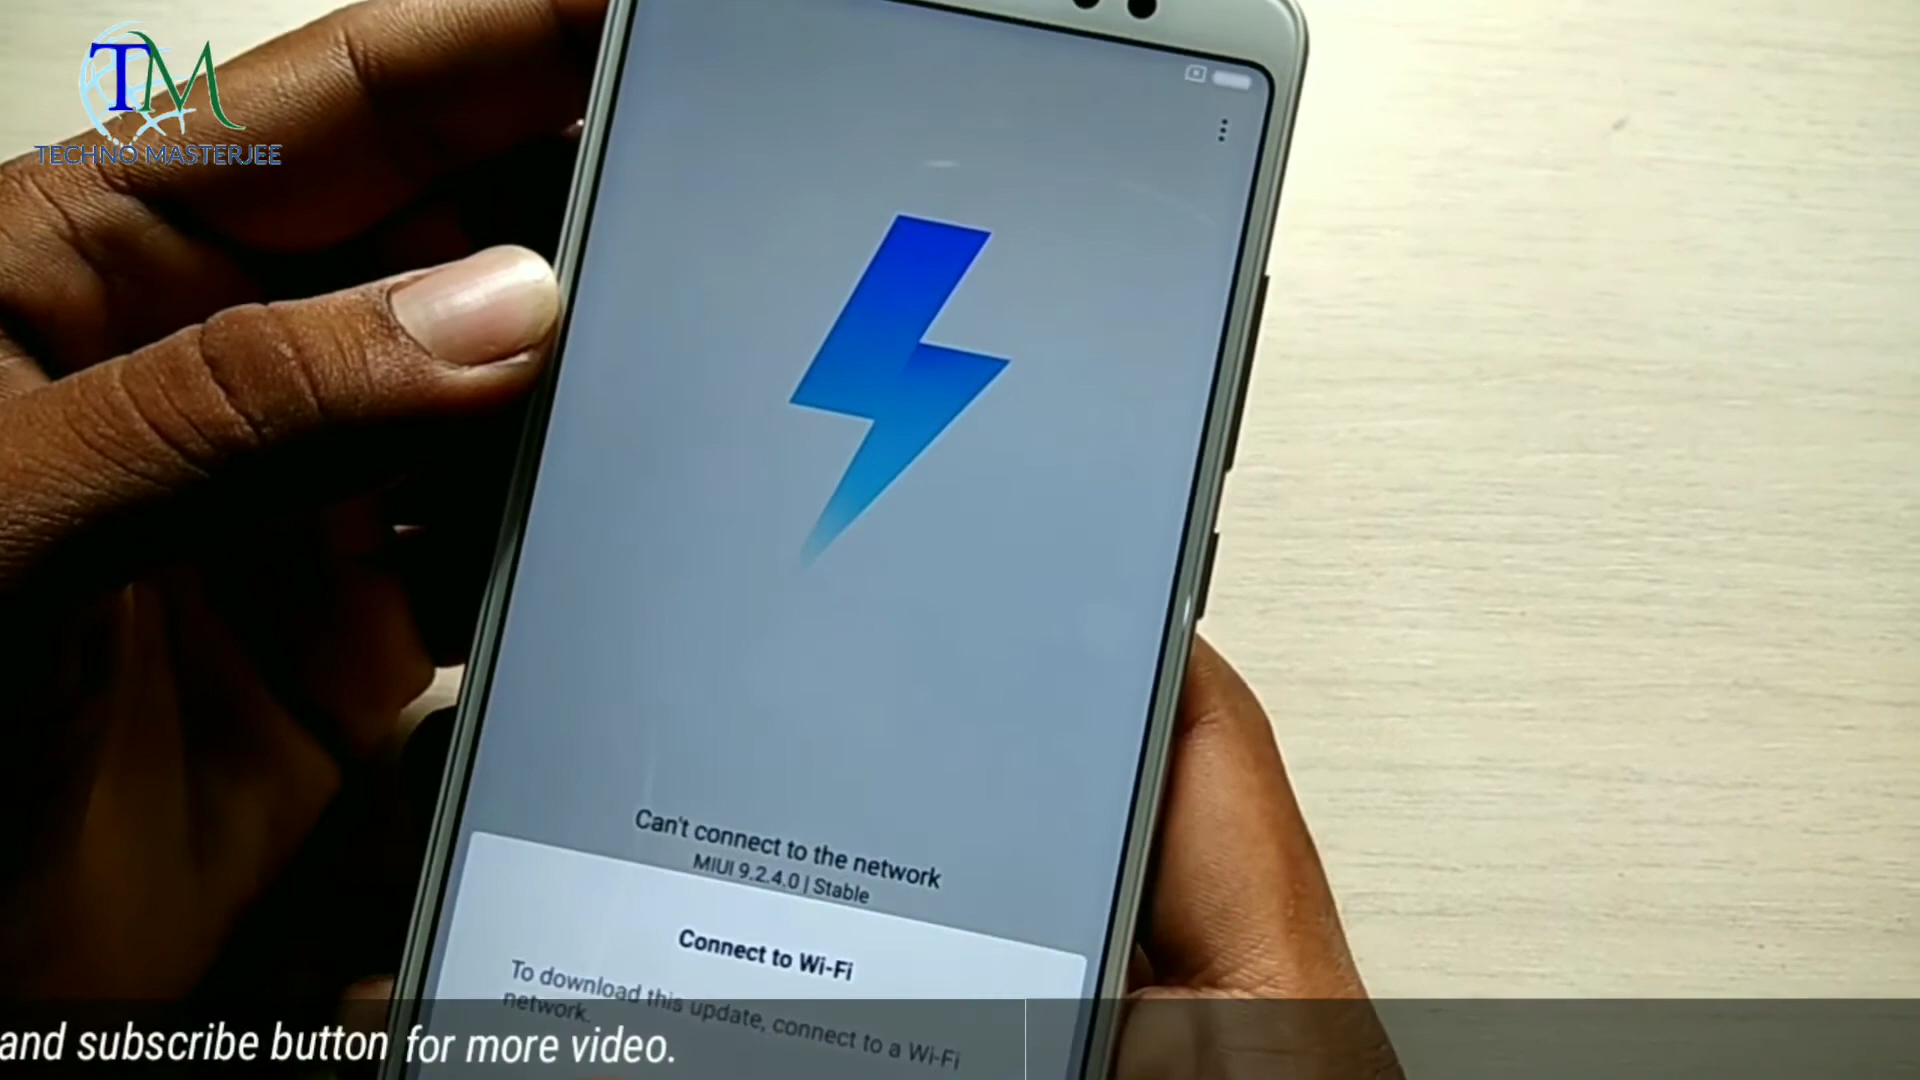 TM
TECHNO MASTERJEE
Can't connect to the network
MIUI 9.2.4.0 | Stable
Connect to Wi-Fi
To download this update, connect to a Wi-Fi
network.
and subscribe button for more video.